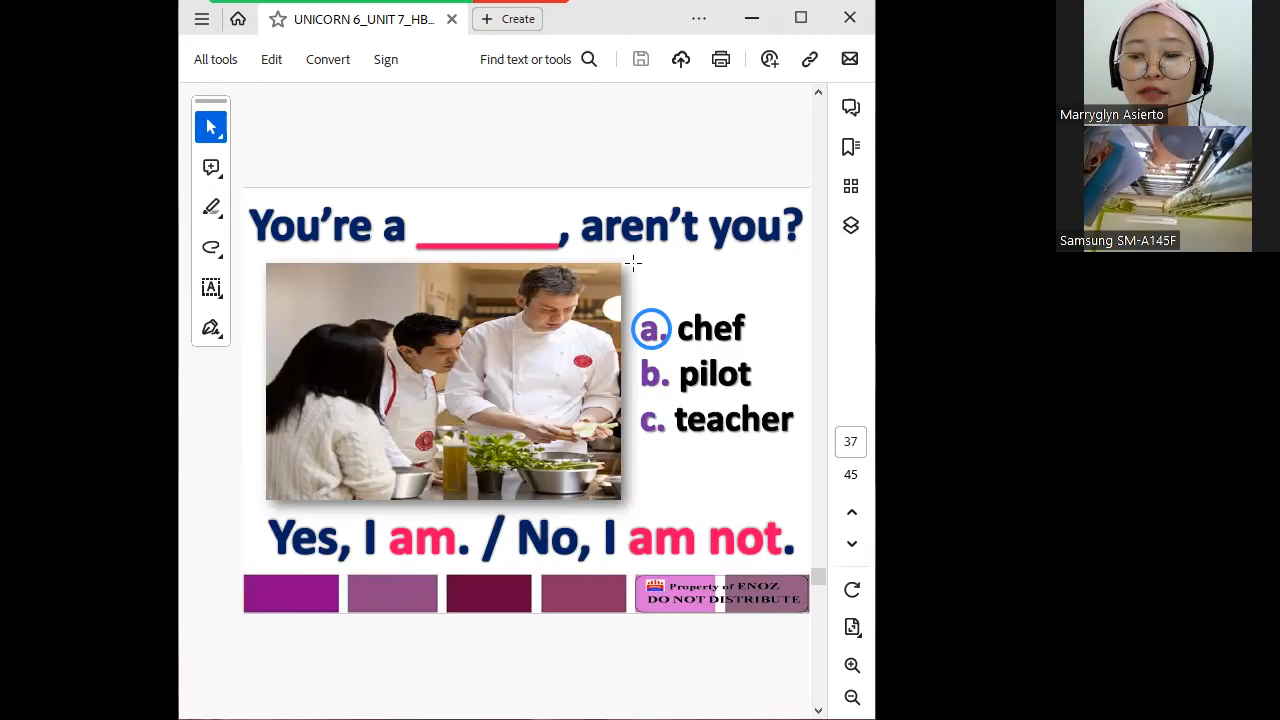 UNICORN 6_UNIT 7_HB...
Create
All tools
Edit
Convert
Sign
Find text or tools
You're a _______, aren't you?
a. chef
b. pilot
c. teacher
Yes, I am. / No, I am not.
Property of ENOZ
DO NOT DISTRIBUTE
37
45
Marryglyn Asierto
Samsung SM-A145F